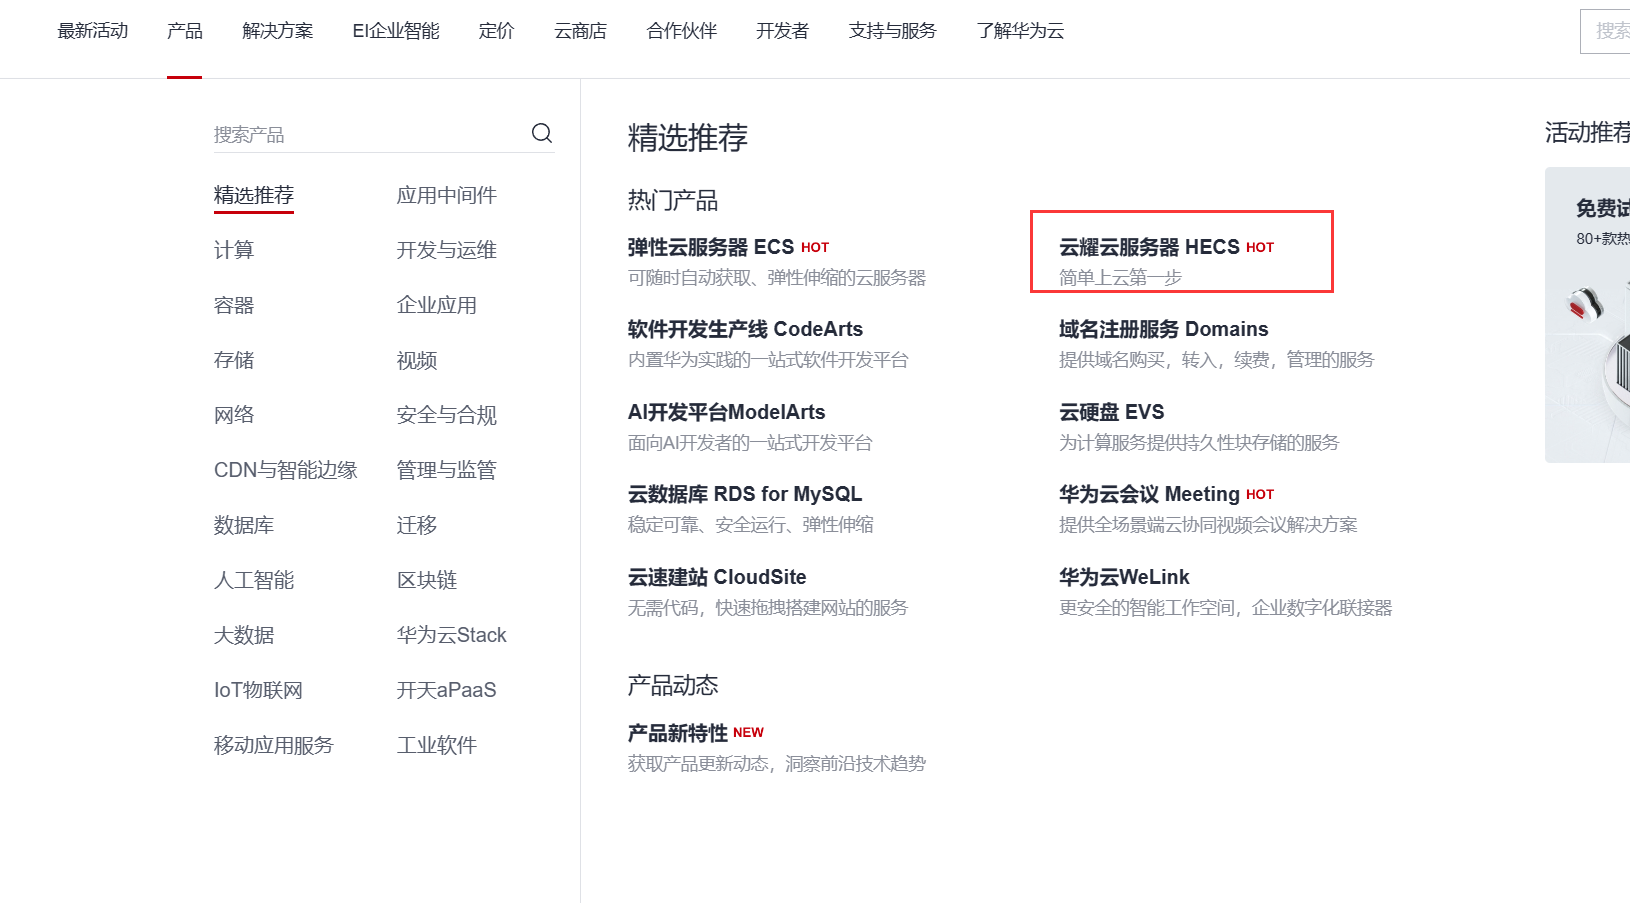 最新活动 产品 解决方案 EI企业智能 定价 云商店 合作伙伴 开发者 支持与服务 了解华为云 搜索
搜索产品
精选推荐 应用中间件
计算 开发与运维
容器 企业应用
存储 视频
网络 安全与合规
CDN与智能边缘 管理与监管
数据库 迁移
人工智能 区块链
大数据 华为云Stack
IoT物联网 开天aPaaS
移动应用服务 工业软件
精选推荐
热门产品
弹性云服务器 ECS HOT
可随时自动获取、弹性伸缩的云服务器
云耀云服务器 HECS HOT
简单上云第一步
软件开发生产线 CodeArts
内置华为实践的一站式软件开发平台
域名注册服务 Domains
提供域名购买，转入，续费，管理的服务
AI开发平台ModelArts
面向AI开发者的一站式开发平台
云硬盘 EVS
为计算服务提供持久性块存储的服务
云数据库 RDS for MySQL
稳定可靠、安全运行、弹性伸缩
华为云会议 Meeting HOT
提供全场景端云协同视频会议解决方案
云速建站 CloudSite
无需代码，快速拖拽搭建网站的服务
华为云WeLink
更安全的智能工作空间，企业数字化联接器
产品动态
产品新特性 NEW
获取产品更新动态，洞察前沿技术趋势
活动推荐
免费试
80+款热